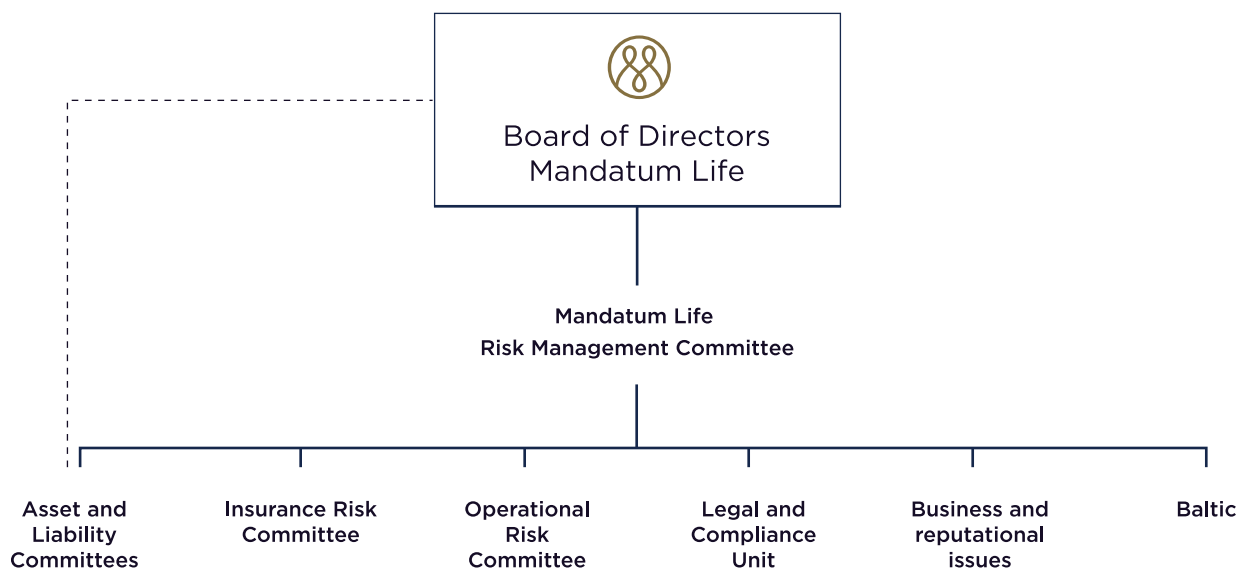 Board of Directors
Mandatum Life
Mandatum Life
Risk Management Committee
Asset and
Liability
Committees
Insurance Risk
Committee
Operational
Risk
Committee
Legal and
Compliance
Unit
Business and
reputational
issues
Baltic